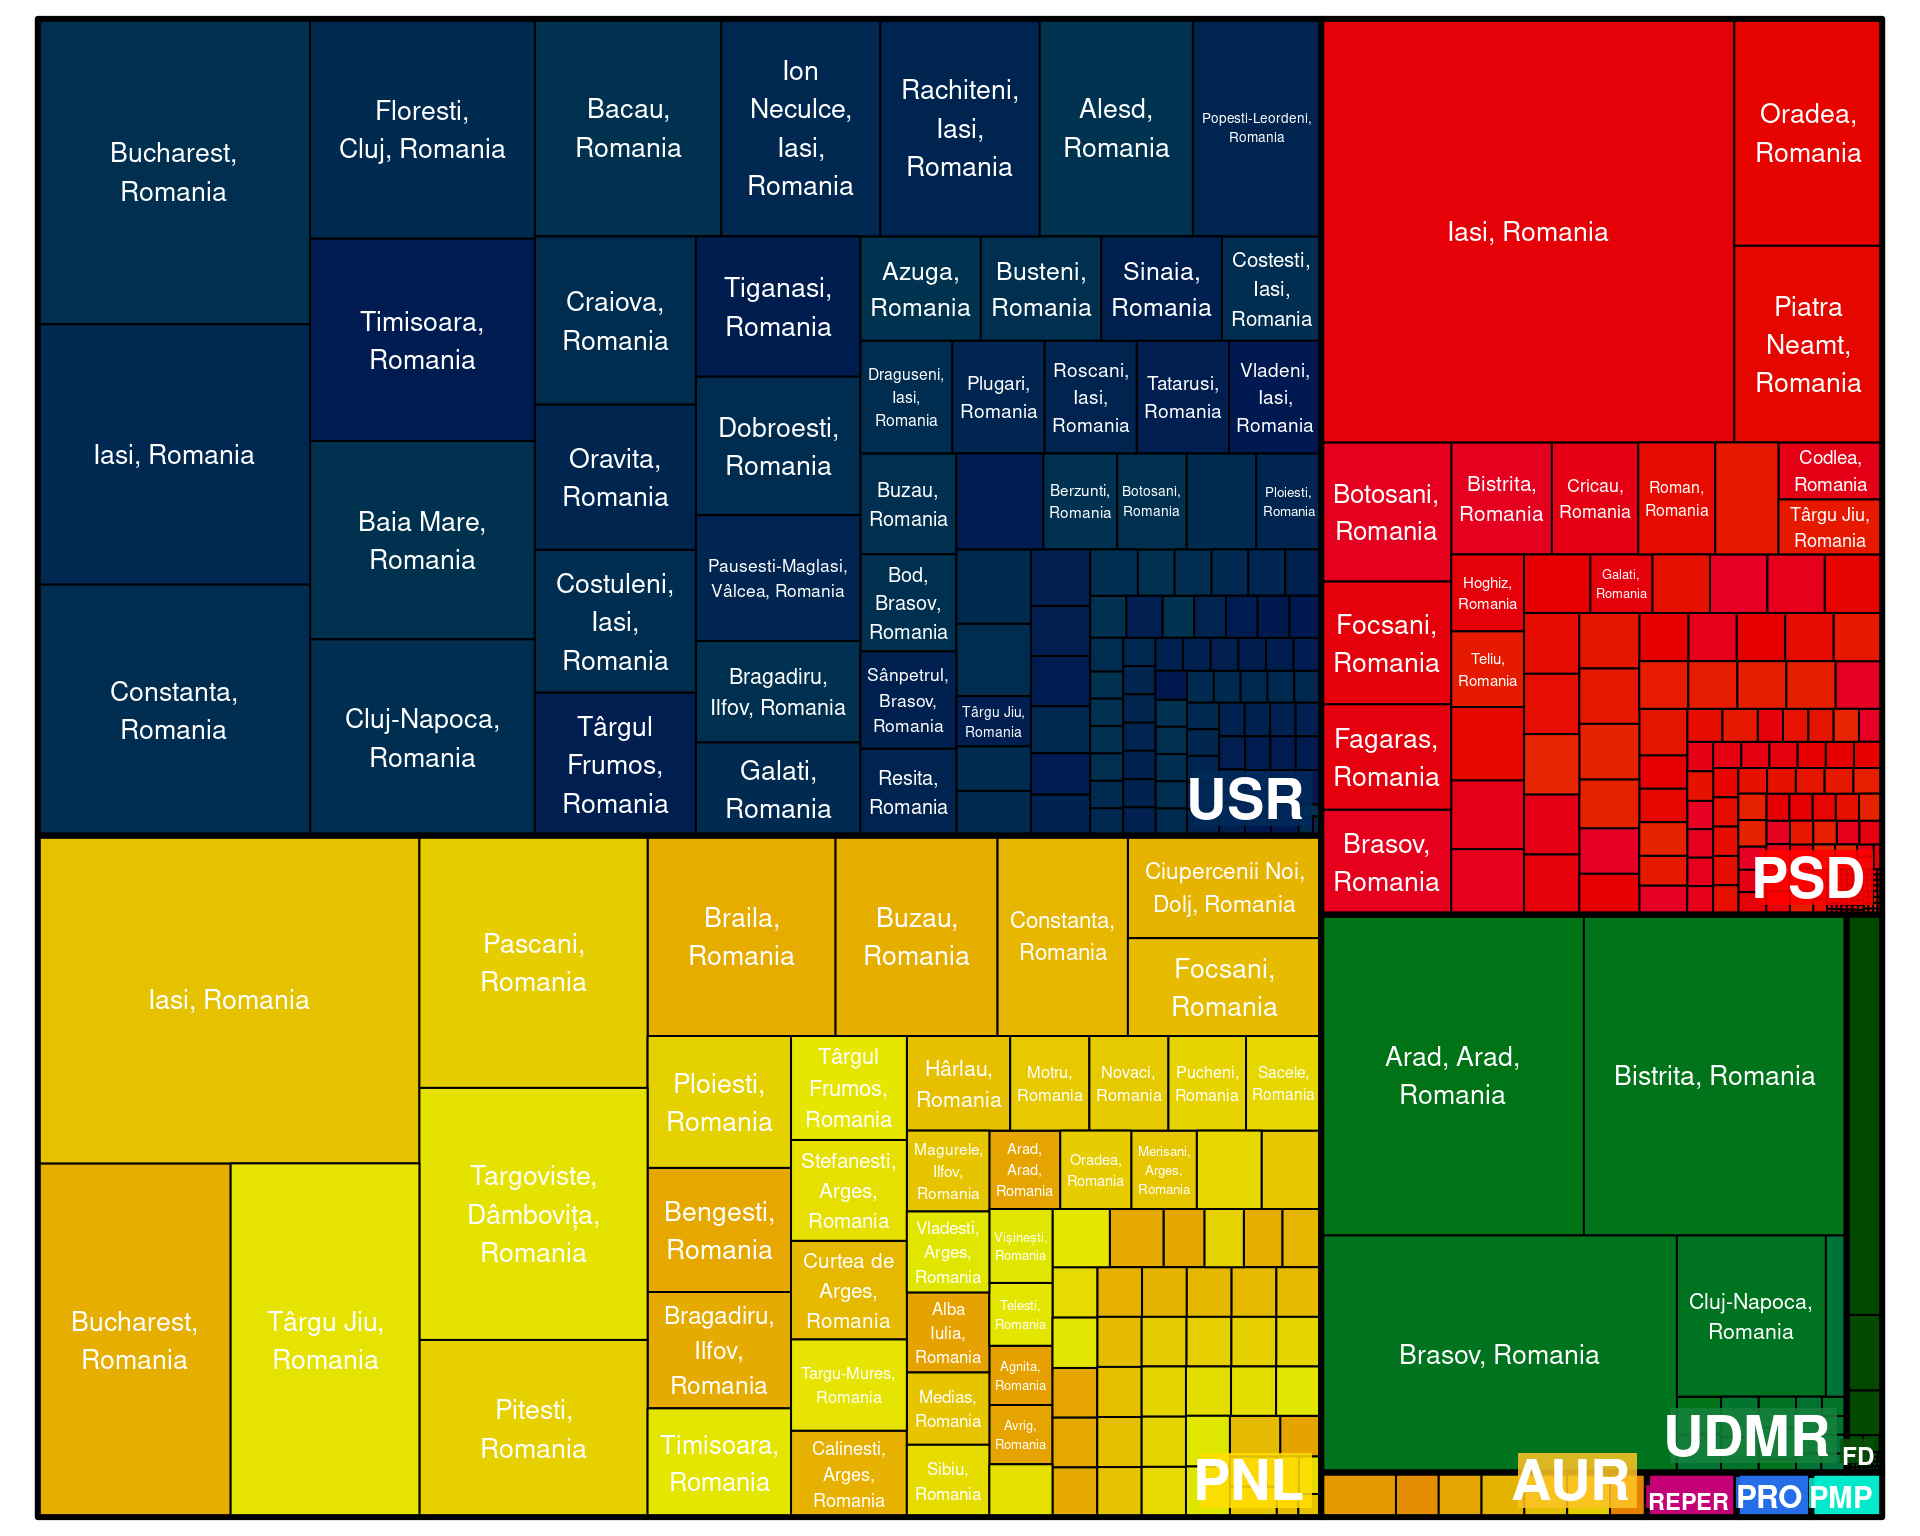 Bucharest,
Romania
Iasi, Romania
Constanta,
Romania
Floresti,
Cluj, Romania
Timisoara,
Romania
Baia Mare,
Romania
Cluj-Napoca,
Romania
Bacau,
Romania
Ion
Neculce,
Iasi,
Romania
Rachiteni,
Iasi,
Romania
Alesd,
Romania
Popesti-Leordeni,
Romania
Craiova,
Romania
Oravita,
Romania
Costuleni,
Iasi,
Romania
Târgul
Frumos,
Romania
Tiganasi,
Romania
Dobroesti,
Romania
Pausesti-Maglasi,
Vâlcea, Romania
Bragadiru,
Ilfov, Romania
Galati,
Romania
Azuga,
Romania
Busteni,
Romania
Sinaia,
Romania
Costesti,
Iasi,
Romania
Draguseni,
Iasi,
Romania
Plugari,
Romania
Roscani,
Iasi,
Romania
Tatarusi,
Romania
Vladeni,
Iasi,
Romania
Buzau,
Romania
Berzunti,
Romania
Botosani,
Romania
Ploiesti,
Romania
Bod,
Brasov,
Romania
Sânpetrul,
Brasov,
Romania
Târgu Jiu,
Romania
Resita,
Romania
USR
Iasi, Romania
Oradea,
Romania
Piatra
Neamt,
Romania
Botosani,
Romania
Focsani,
Romania
Fagaras,
Romania
Brasov,
Romania
Bistrita,
Romania
Cricau,
Romania
Roman,
Romania
Codlea,
Romania
Târgu Jiu,
Romania
Hoghiz,
Romania
Galati,
Romania
Teliu,
Romania
PSD
Iasi, Romania
Bucharest,
Romania
Târgu Jiu,
Romania
Pascani,
Romania
Targoviste,
Dâmbovița,
Romania
Pitesti,
Romania
Braila,
Romania
Buzau,
Romania
Constanta,
Romania
Ciupercenii Noi,
Dolj, Romania
Focsani,
Romania
Ploiesti,
Romania
Bengesti,
Romania
Bragadiru,
Ilfov,
Romania
Timisoara,
Romania
Târgul
Frumos,
Romania
Stefanesti,
Arges,
Romania
Curtea de
Arges,
Romania
Targu-Mures,
Romania
Calinesti,
Arges,
Romania
Hârlau,
Romania
Motru,
Romania
Novaci,
Romania
Pucheni,
Romania
Sacele,
Romania
Magurele,
Ilfov,
Romania
Arad,
Arad,
Romania
Oradea,
Romania
Merisani,
Arges,
Romania
Vladesti,
Arges,
Romania
Vișinești,
Romania
Alba
Iulia,
Romania
Telesti,
Romania
Agnita,
Romania
Medias,
Romania
Avrig,
Romania
Sibiu,
Romania
PNL
Arad, Arad,
Romania
Bistrita, Romania
Brasov, Romania
Cluj-Napoca,
Romania
UDMR
FD
AUR
REPER
PRO
PMP